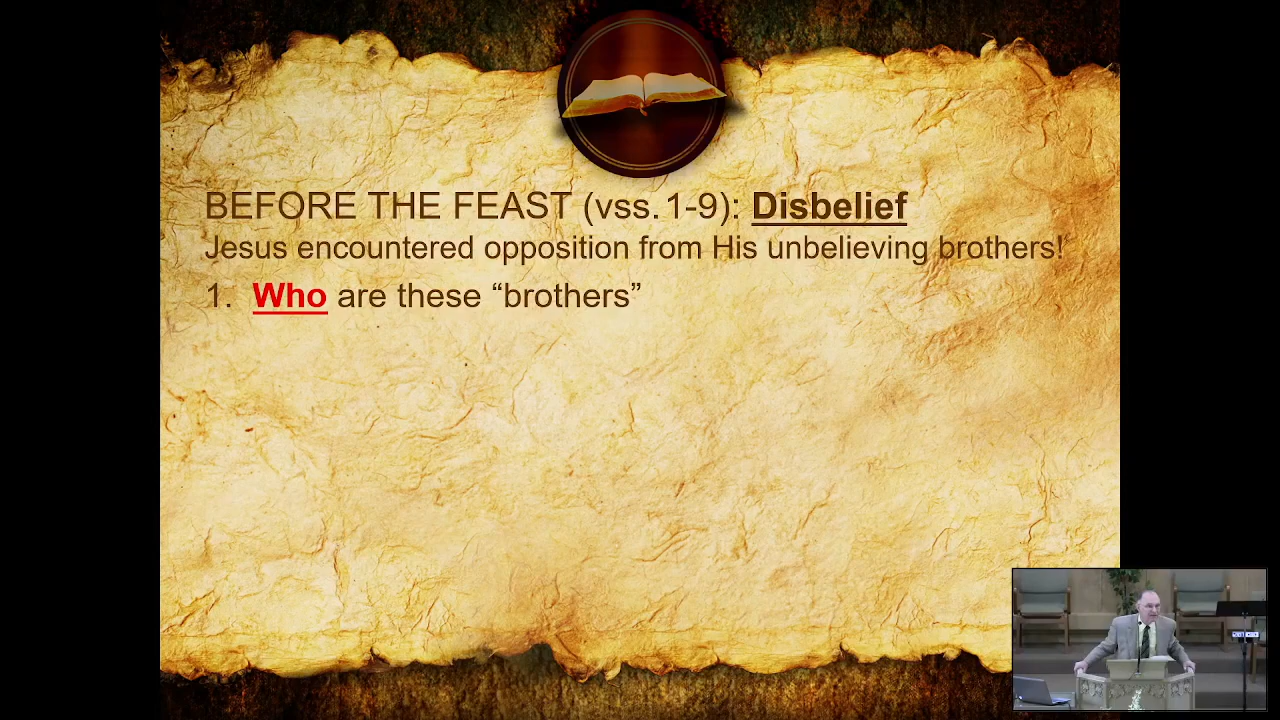 BEFORE THE FEAST (vss. 1-9): Disbelief
Jesus encountered opposition from His unbelieving brothers!
1. Who are these “brothers”